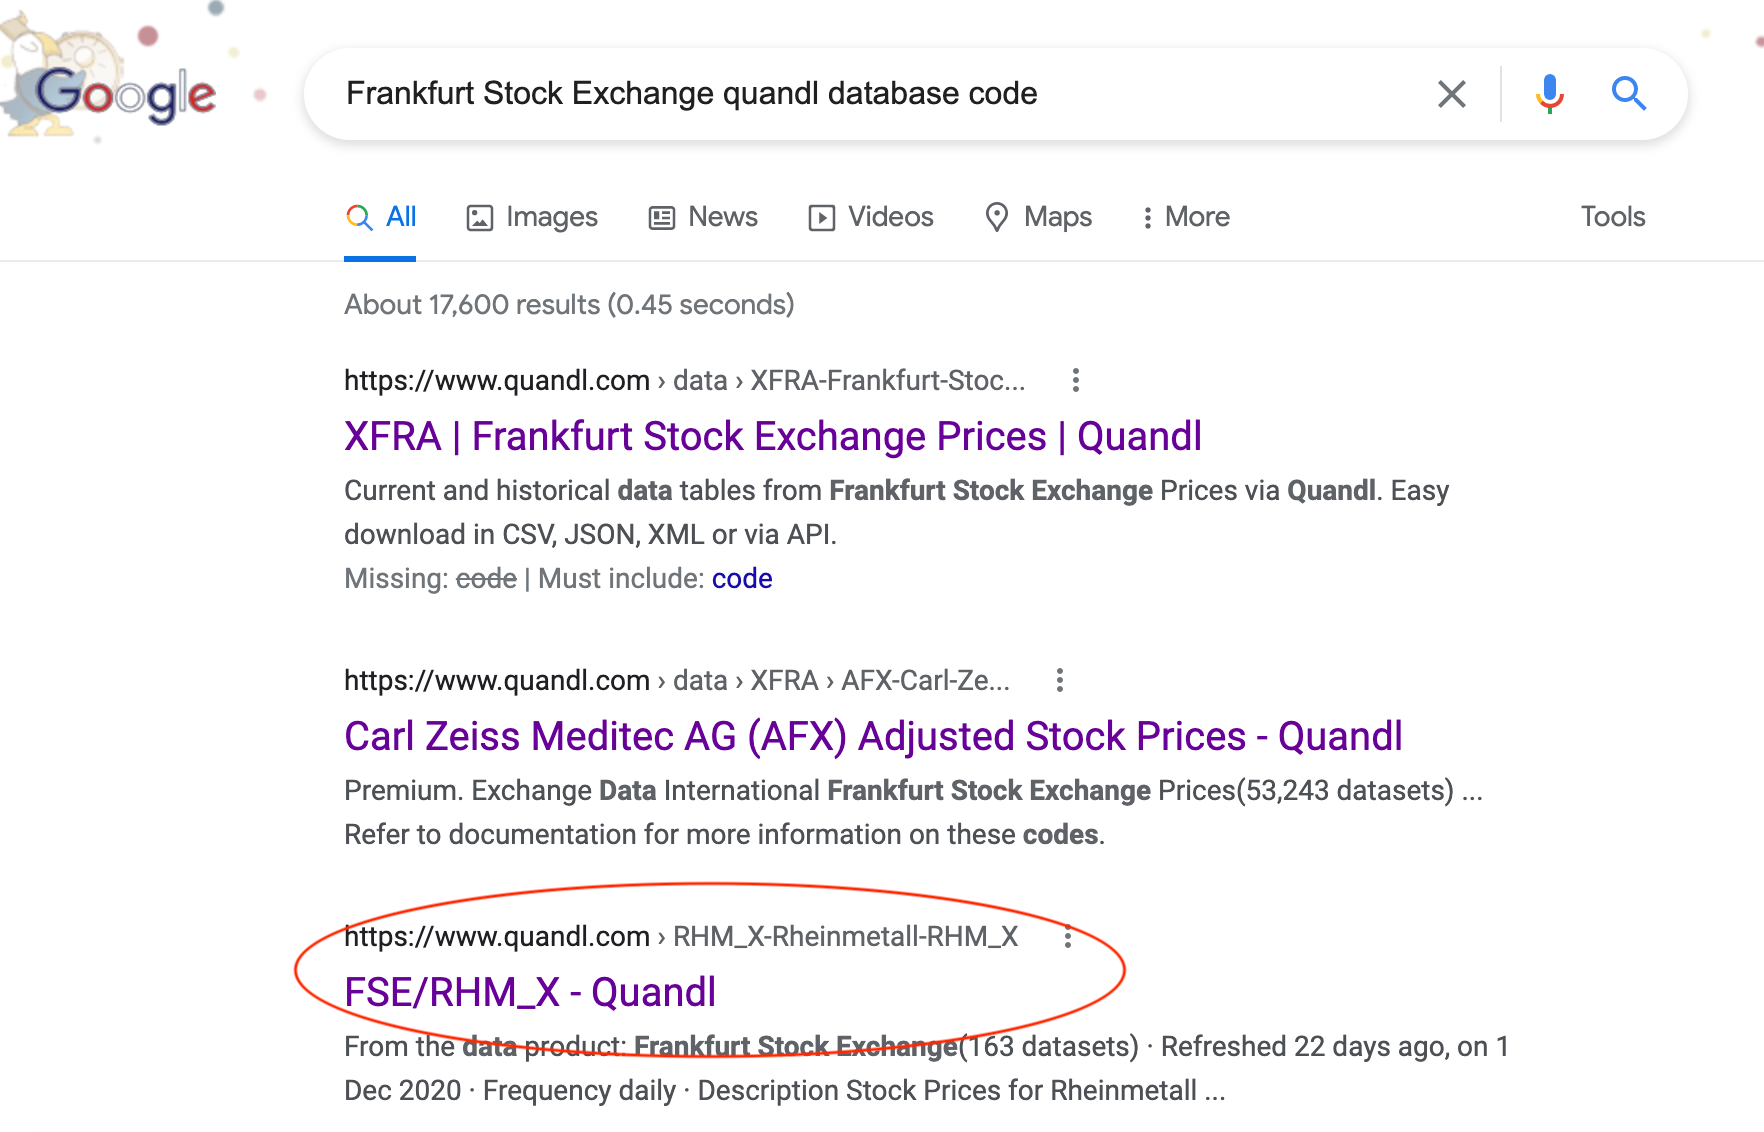 Google
Frankfurt Stock Exchange quandl database code
All Images News Videos Maps More Tools
About 17,600 results (0.45 seconds)
https://www.quandl.com › data › XFRA-Frankfurt-Stoc...
XFRA | Frankfurt Stock Exchange Prices | Quandl
Current and historical data tables from Frankfurt Stock Exchange Prices via Quandl. Easy
download in CSV, JSON, XML or via API.
Missing: code | Must include: code
https://www.quandl.com › data › XFRA › AFX-Carl-Ze...
Carl Zeiss Meditec AG (AFX) Adjusted Stock Prices - Quandl
Premium. Exchange Data International Frankfurt Stock Exchange Prices(53,243 datasets) ...
Refer to documentation for more information on these codes.
https://www.quandl.com › RHM_X-Rheinmetall-RHM_X
FSE/RHM_X - Quandl
From the data product: Frankfurt Stock Exchange(163 datasets) · Refreshed 22 days ago, on 1
Dec 2020 · Frequency daily · Description Stock Prices for Rheinmetall ...